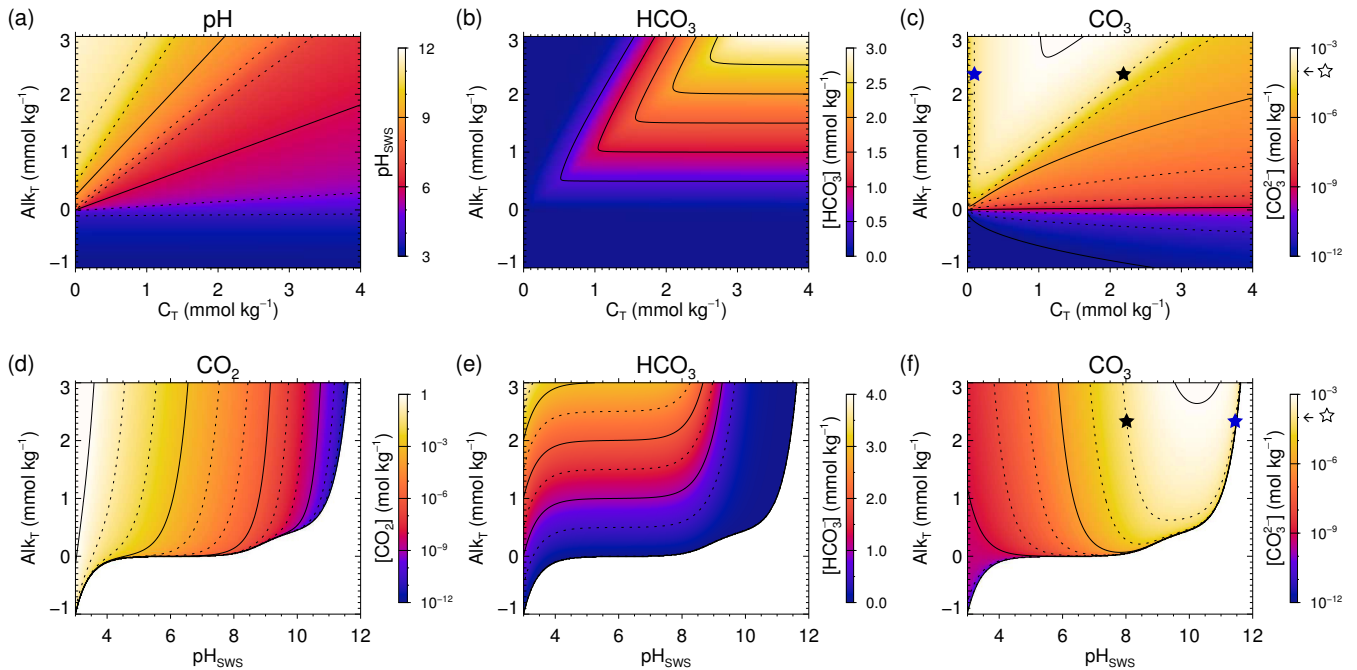 (a) pH
Alk_T (mmol kg⁻¹)
3
2
1
0
−1
0 1 2 3 4
C_T (mmol kg⁻¹)
pH_SWS
12
9
6
3
(b) HCO₃
Alk_T (mmol kg⁻¹)
3
2
1
0
−1
0 1 2 3 4
C_T (mmol kg⁻¹)
[HCO₃⁻] (mmol kg⁻¹)
3.0
2.5
2.0
1.5
1.0
0.5
0.0
(c) CO₃
Alk_T (mmol kg⁻¹)
3
2
1
0
−1
0 1 2 3 4
C_T (mmol kg⁻¹)
[CO₃²⁻] (mol kg⁻¹)
10⁻³
←☆
10⁻⁶
10⁻⁹
10⁻¹²
(d) CO₂
Alk_T (mmol kg⁻¹)
3
2
1
0
−1
4 6 8 10 12
pH_SWS
[CO₂] (mol kg⁻¹)
1
10⁻³
10⁻⁶
10⁻⁹
10⁻¹²
(e) HCO₃
Alk_T (mmol kg⁻¹)
3
2
1
0
−1
4 6 8 10 12
pH_SWS
[HCO₃⁻] (mmol kg⁻¹)
4.0
3.0
2.0
1.0
0.0
(f) CO₃
Alk_T (mmol kg⁻¹)
3
2
1
0
−1
4 6 8 10 12
pH_SWS
[CO₃²⁻] (mol kg⁻¹)
10⁻³
←☆
10⁻⁶
10⁻⁹
10⁻¹²